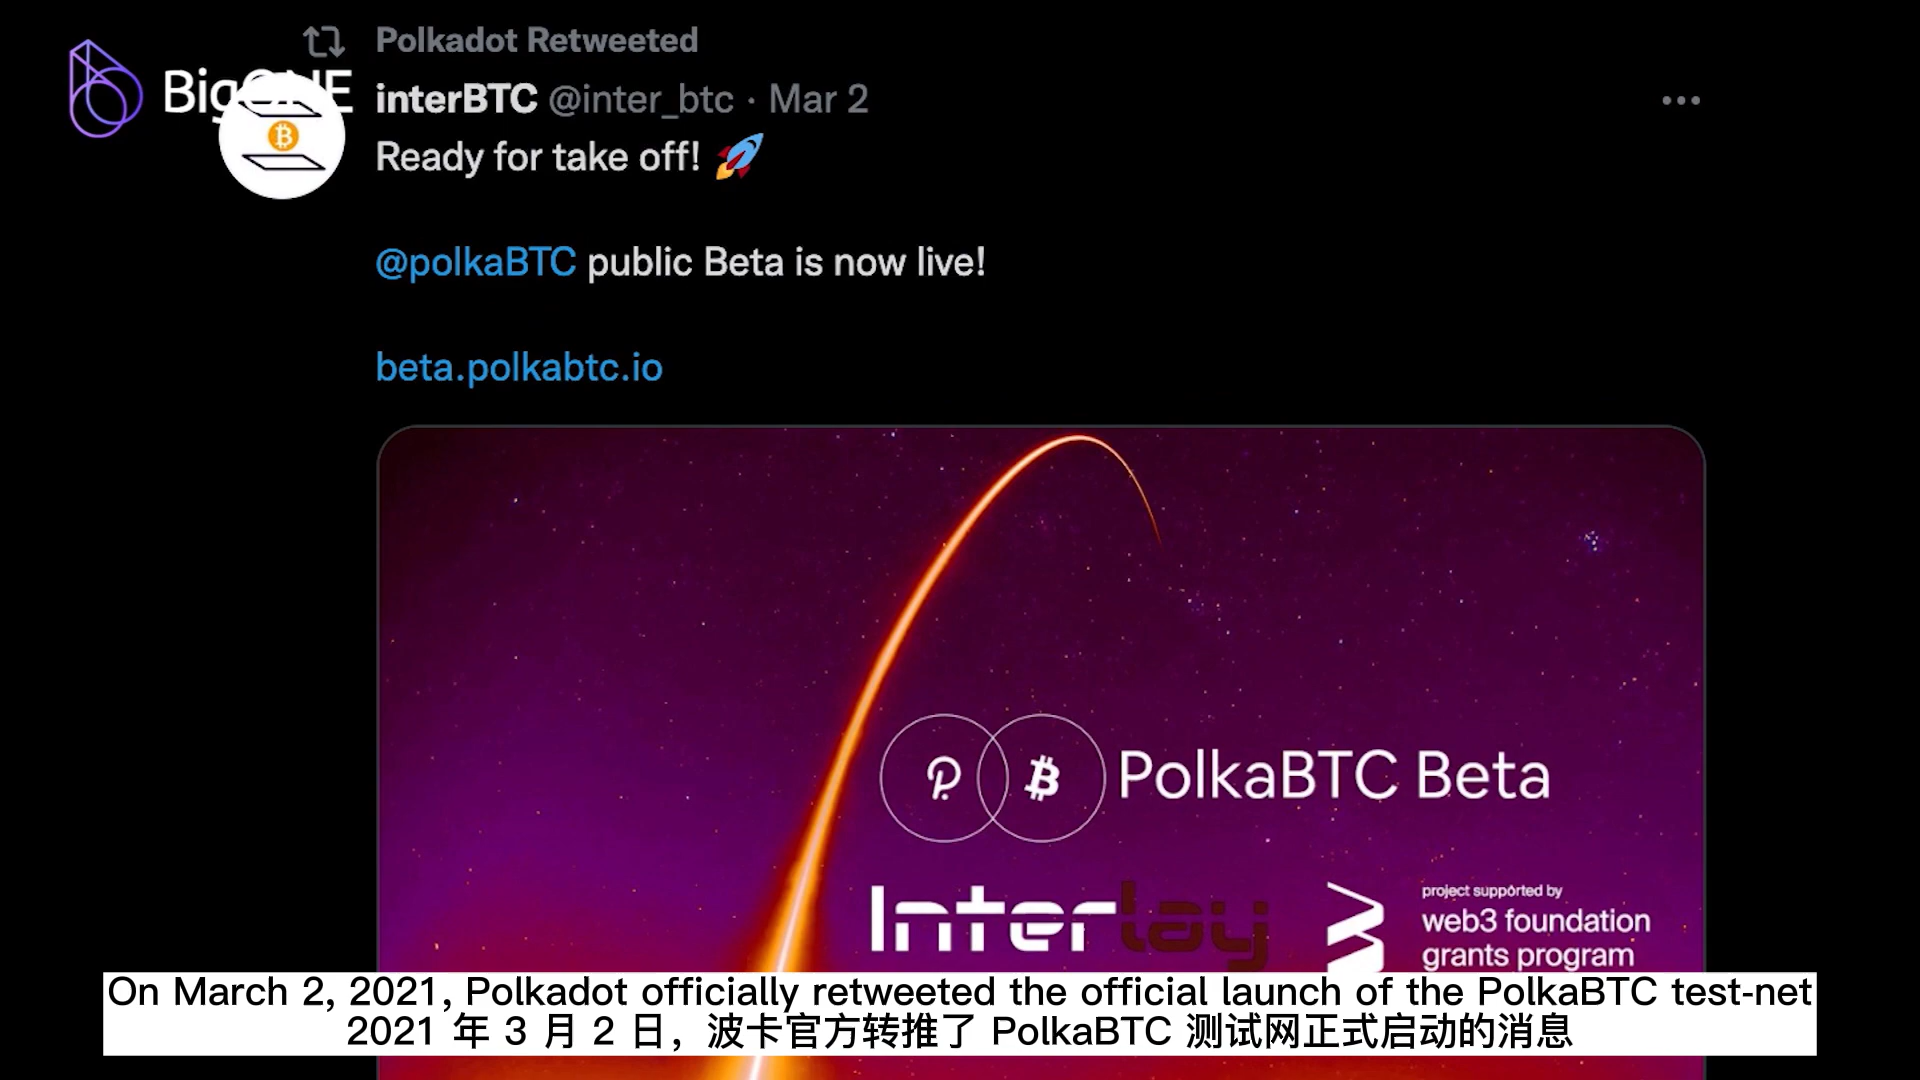 Polkadot Retweeted
BigONE
interBTC @inter_btc · Mar 2
Ready for take off! 🚀
@polkaBTC public Beta is now live!
beta.polkabtc.io
PolkaBTC Beta
Interlay
project supported by
web3 foundation
grants program
On March 2, 2021, Polkadot officially retweeted the official launch of the PolkaBTC test-net
2021 年 3 月 2 日，波卡官方转推了 PolkaBTC 测试网正式启动的消息